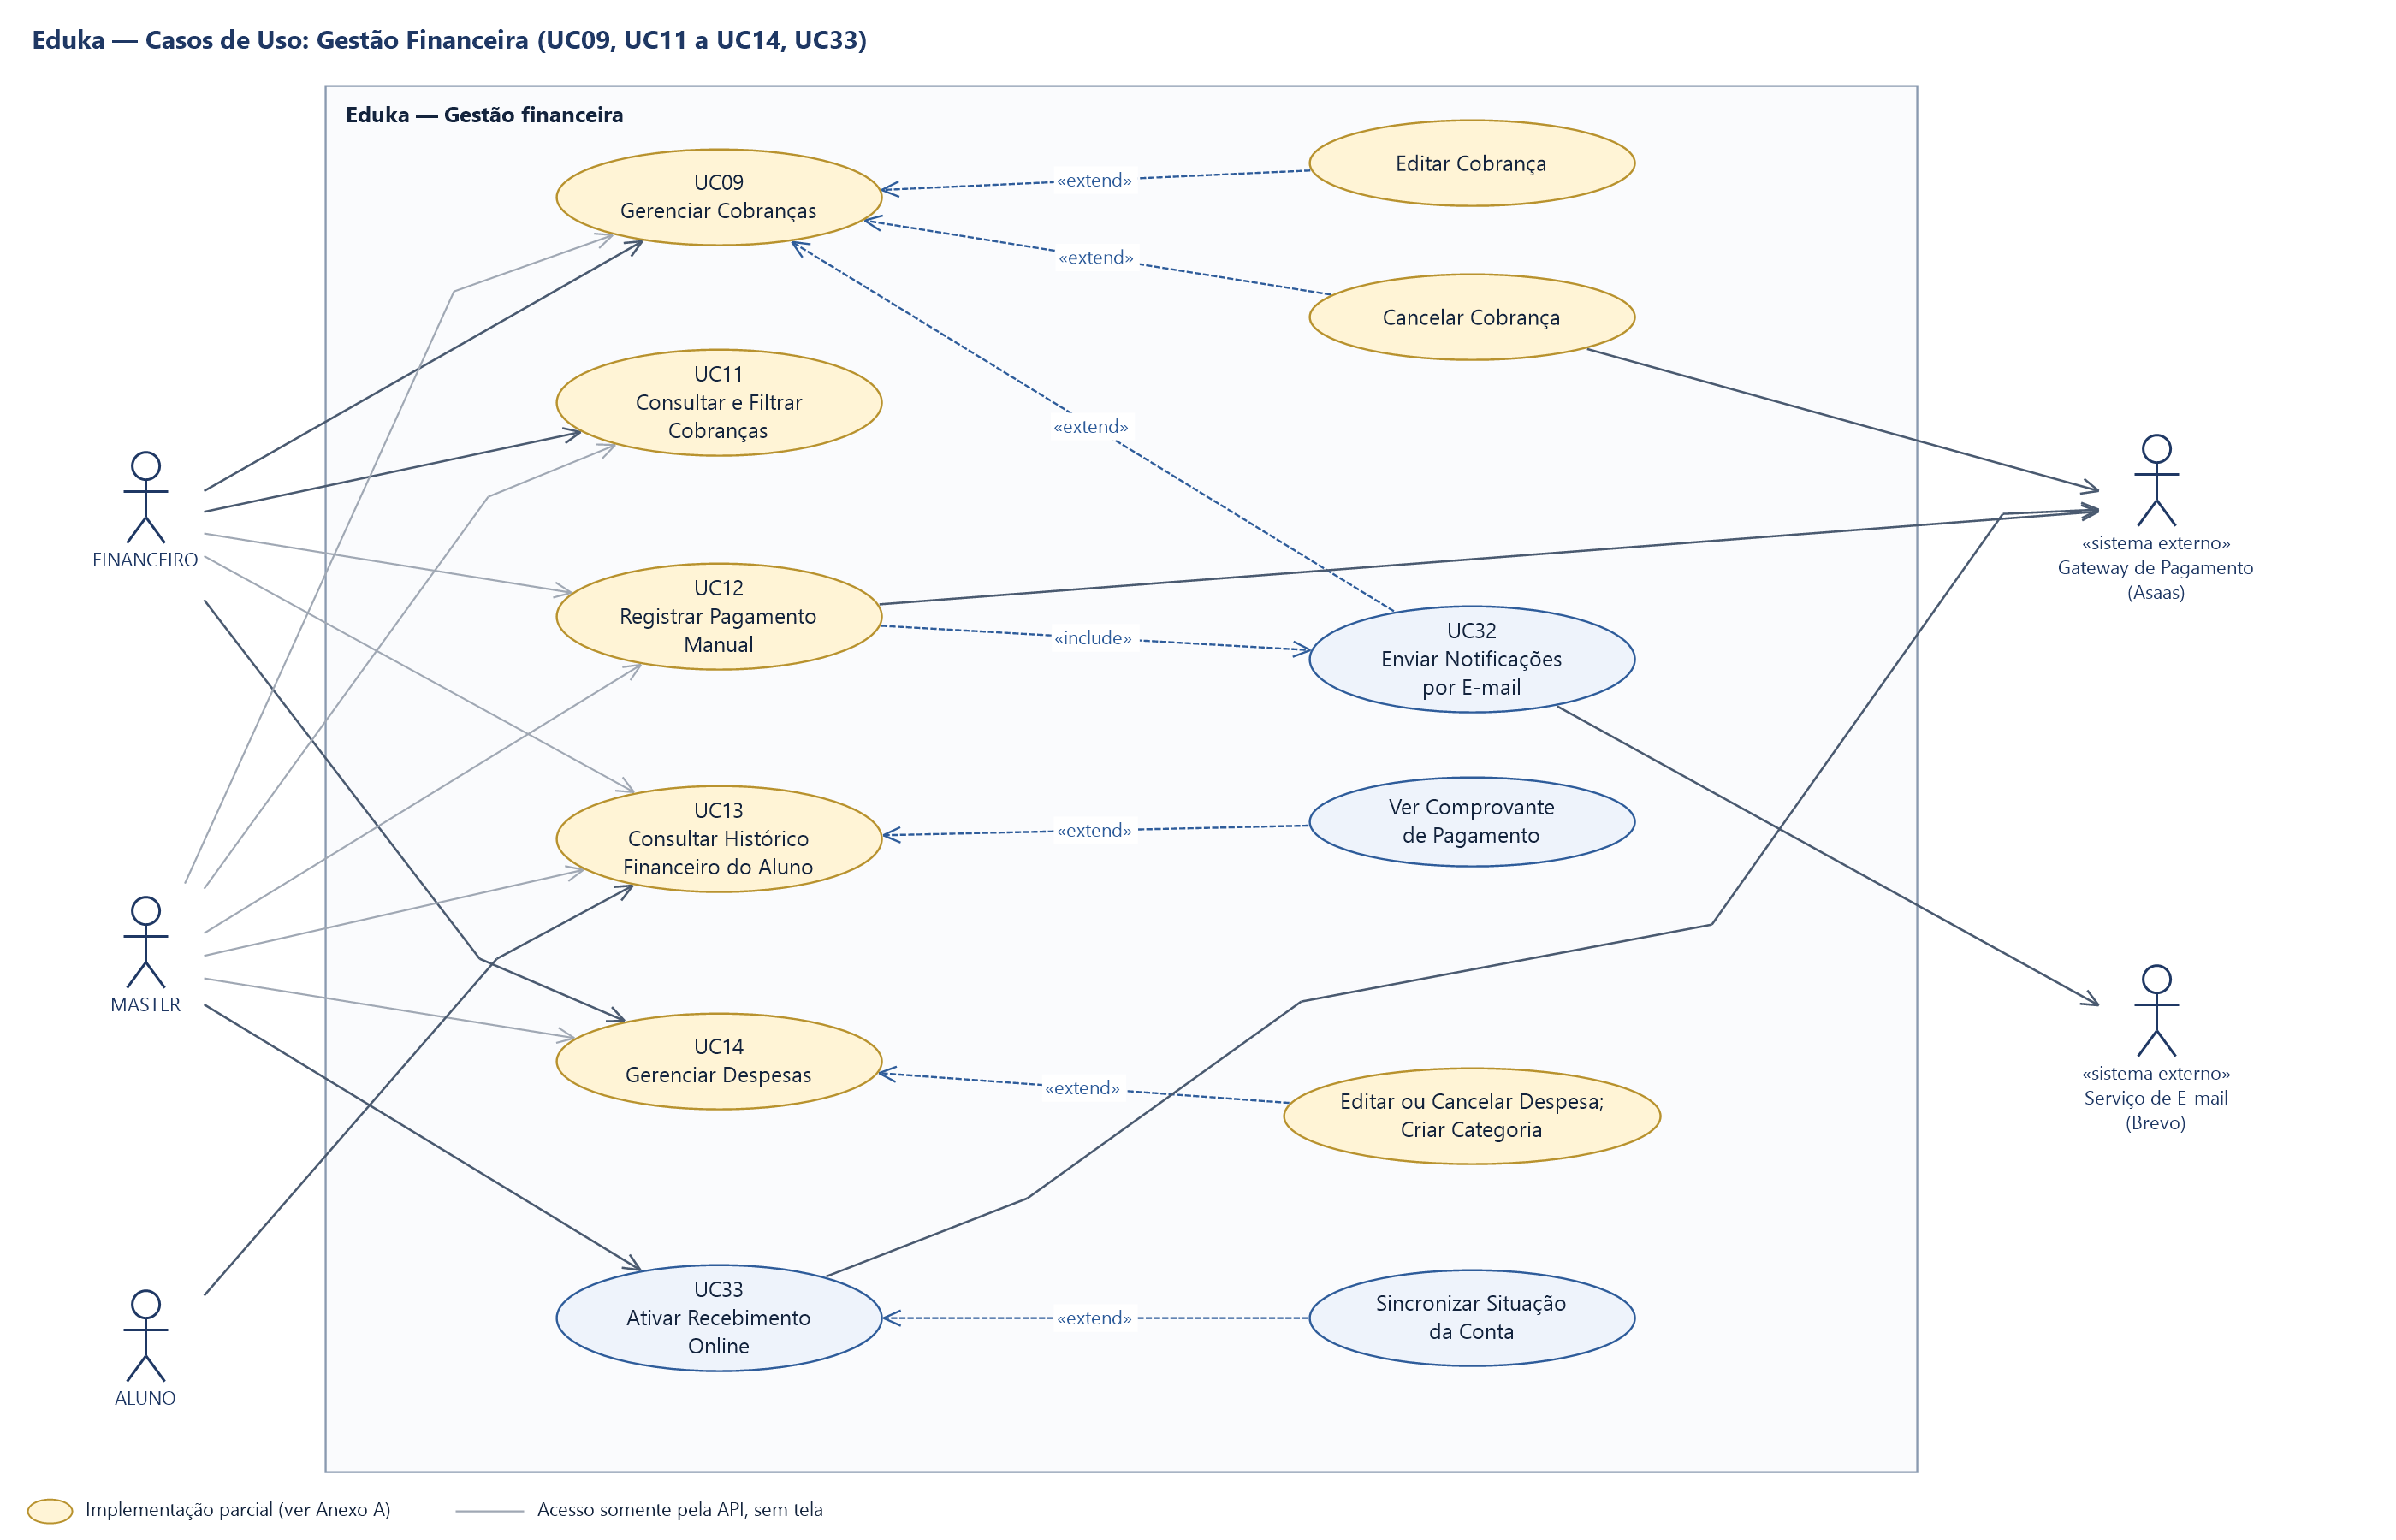 Eduka — Casos de Uso: Gestão Financeira (UC09, UC11 a UC14, UC33)
Eduka — Gestão financeira
UC09
Gerenciar Cobranças
«extend»
Editar Cobrança
«extend»
Cancelar Cobrança
UC11
Consultar e Filtrar
Cobranças
«extend»
FINANCEIRO
«sistema externo»
Gateway de Pagamento
(Asaas)
UC12
Registrar Pagamento
Manual
«include»
UC32
Enviar Notificações
por E-mail
UC13
Consultar Histórico
Financeiro do Aluno
«extend»
Ver Comprovante
de Pagamento
MASTER
UC14
Gerenciar Despesas
«extend»
Editar ou Cancelar Despesa;
Criar Categoria
«sistema externo»
Serviço de E-mail
(Brevo)
UC33
Ativar Recebimento
Online
«extend»
Sincronizar Situação
da Conta
ALUNO
Implementação parcial (ver Anexo A)
Acesso somente pela API, sem tela